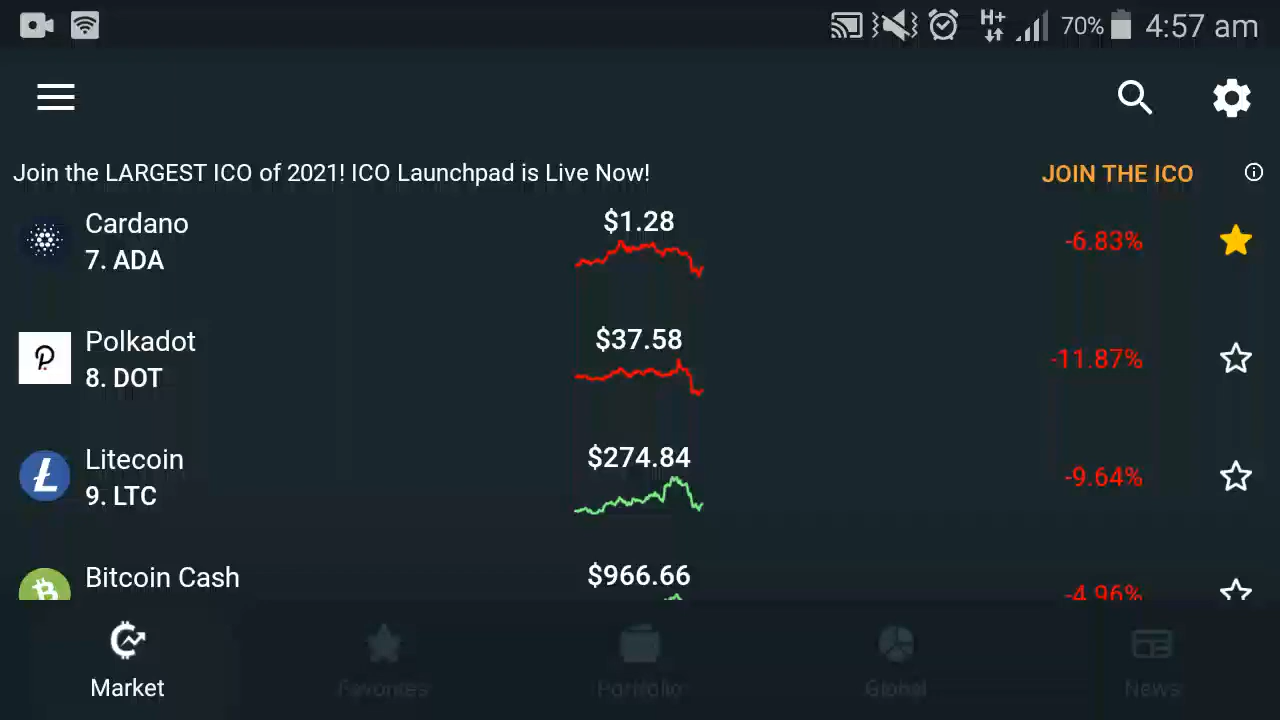 H+ 70% 4:57 am
Join the LARGEST ICO of 2021! ICO Launchpad is Live Now! JOIN THE ICO
Cardano $1.28
7. ADA -6.83%
Polkadot $37.58
8. DOT -11.87%
Litecoin $274.84
9. LTC -9.64%
Bitcoin Cash $966.66
-4.96%
Market Favorites Portfolio Global News